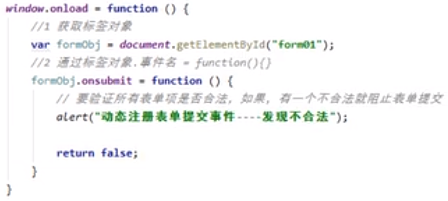 window.onload = function () {
//1 获取标签对象
var formObj = document.getElementById("form01");
//2 通过标签对象.事件名 = function(){}
formObj.onsubmit = function () {
// 要验证所有表单项是否合法，如果，有一个不合法就阻止表单提交
alert("动态注册表单提交事件----发现不合法");
return false;
}
}